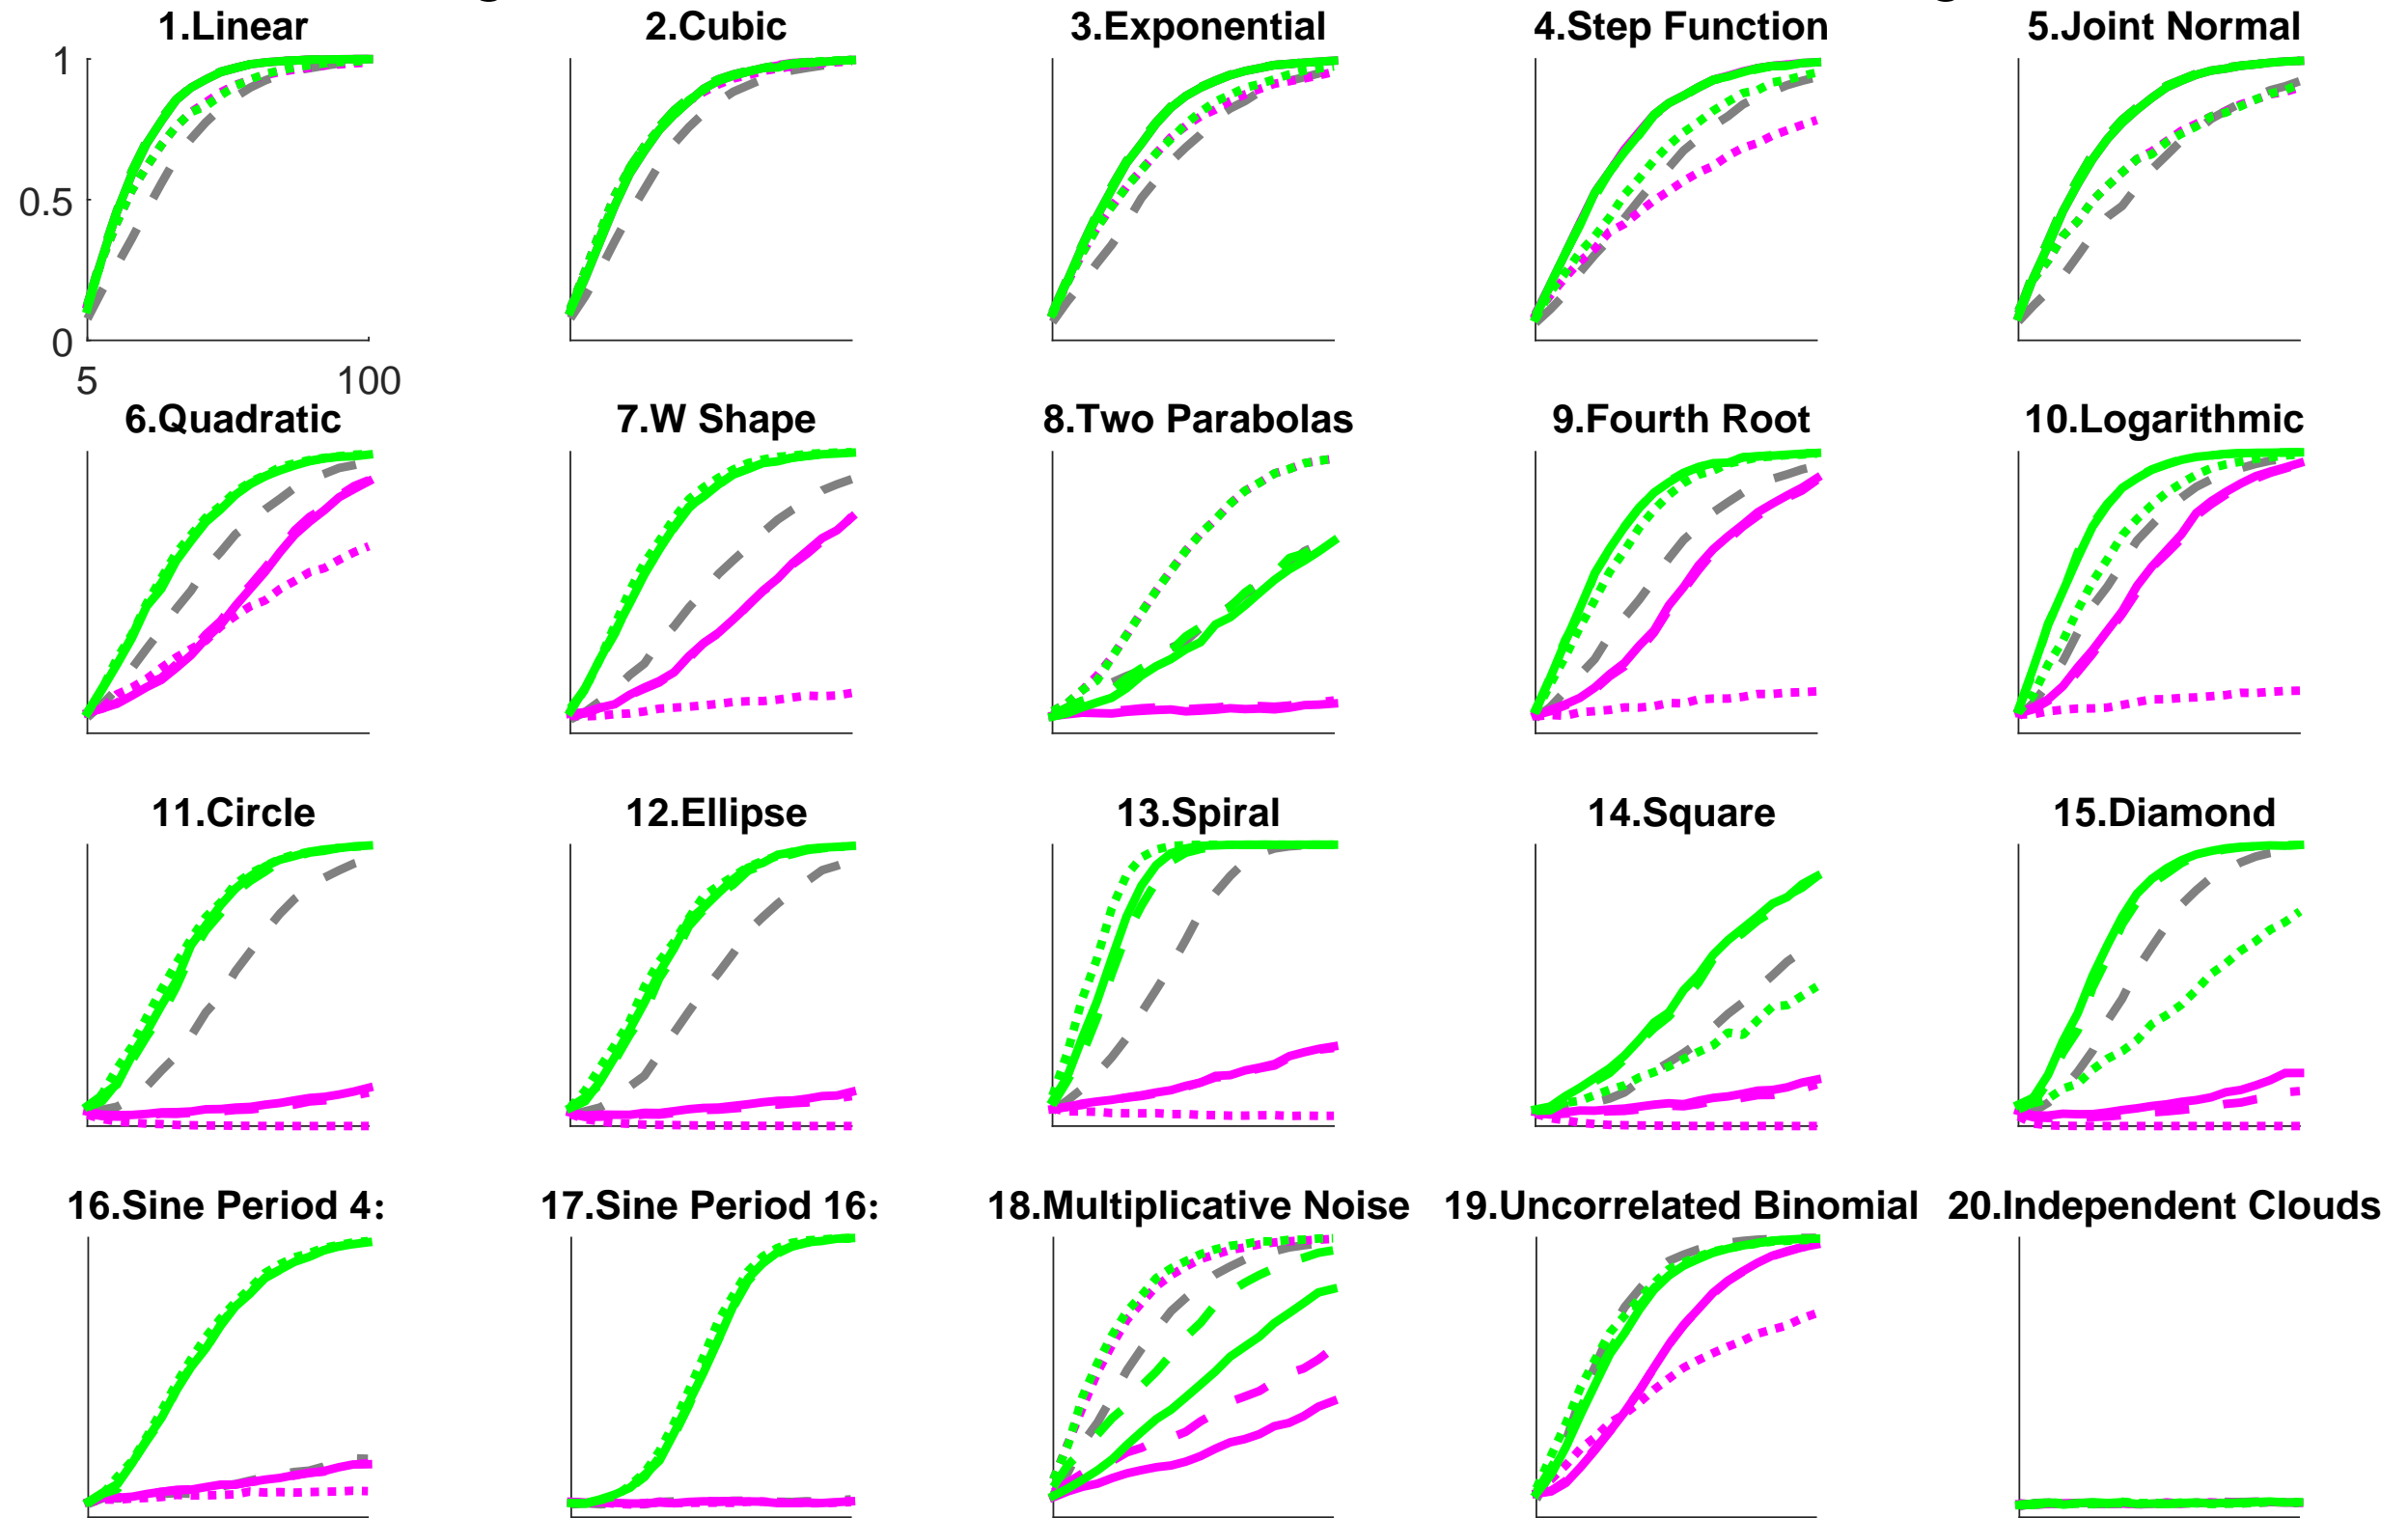 1.Linear
2.Cubic
3.Exponential
4.Step Function
5.Joint Normal
1
0.5
0
5
100
6.Quadratic
7.W Shape
8.Two Parabolas
9.Fourth Root
10.Logarithmic
11.Circle
12.Ellipse
13.Spiral
14.Square
15.Diamond
16.Sine Period 4:
17.Sine Period 16:
18.Multiplicative Noise
19.Uncorrelated Binomial
20.Independent Clouds